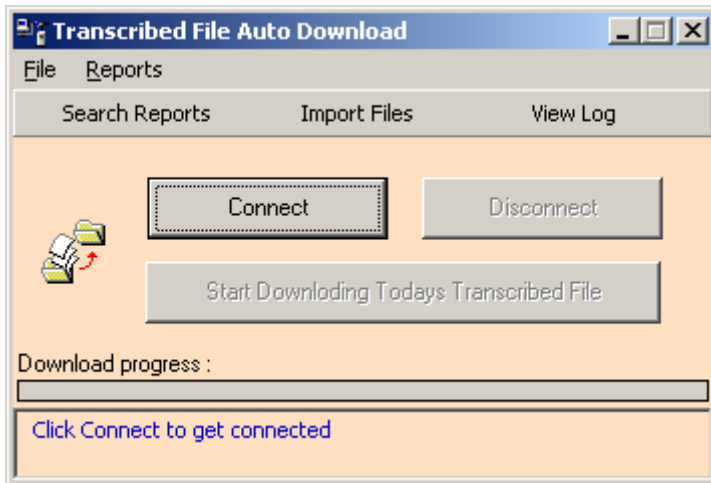 Transcribed File Auto Download
File Reports
Search Reports Import Files View Log
Connect Disconnect
Start Downloding Todays Transcribed File
Download progress :
Click Connect to get connected